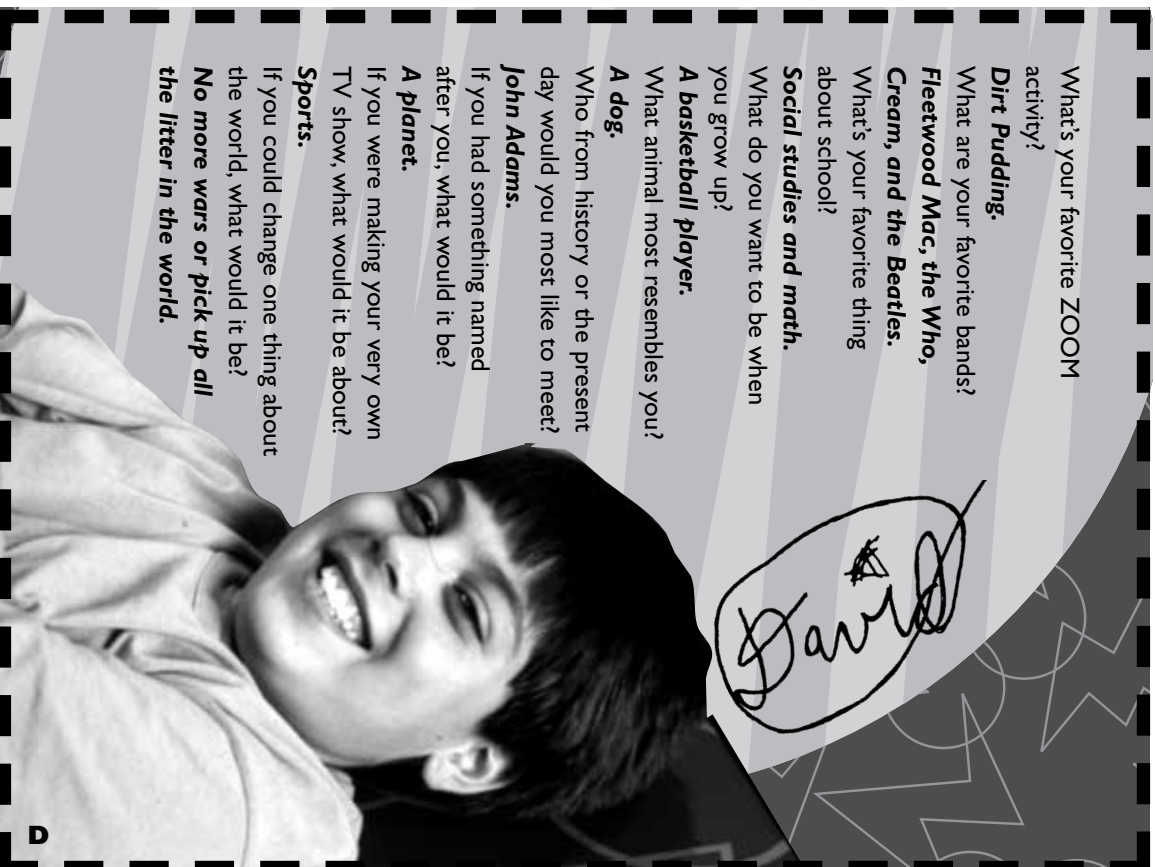 What's your favorite ZOOM
activity?
Dirt Pudding.
What are your favorite bands?
Fleetwood Mac, the Who,
Cream, and the Beatles.
What's your favorite thing
about school?
Social studies and math.
What do you want to be when
you grow up?
A basketball player.
What animal most resembles you?
A dog.
Who from history or the present
day would you most like to meet?
John Adams.
If you had something named
after you, what would it be?
A planet.
If you were making your very own
TV show, what would it be about?
Sports.
If you could change one thing about
the world, what would it be?
No more wars or pick up all
the litter in the world.
David
D